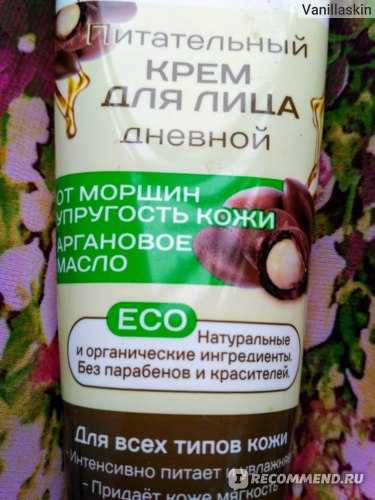 Vanillaskin
Питательный
КРЕМ
ДЛЯ ЛИЦА
дневной
ОТ МОРЩИН
УПРУГОСТЬ КОЖИ
АРГАНОВОЕ
МАСЛО
ECO
Натуральные
и органические ингредиенты.
Без парабенов и красителей.
Для всех типов кожи
- Интенсивно питает и
- Придаёт коже мягкость
IRECOMMEND.RU